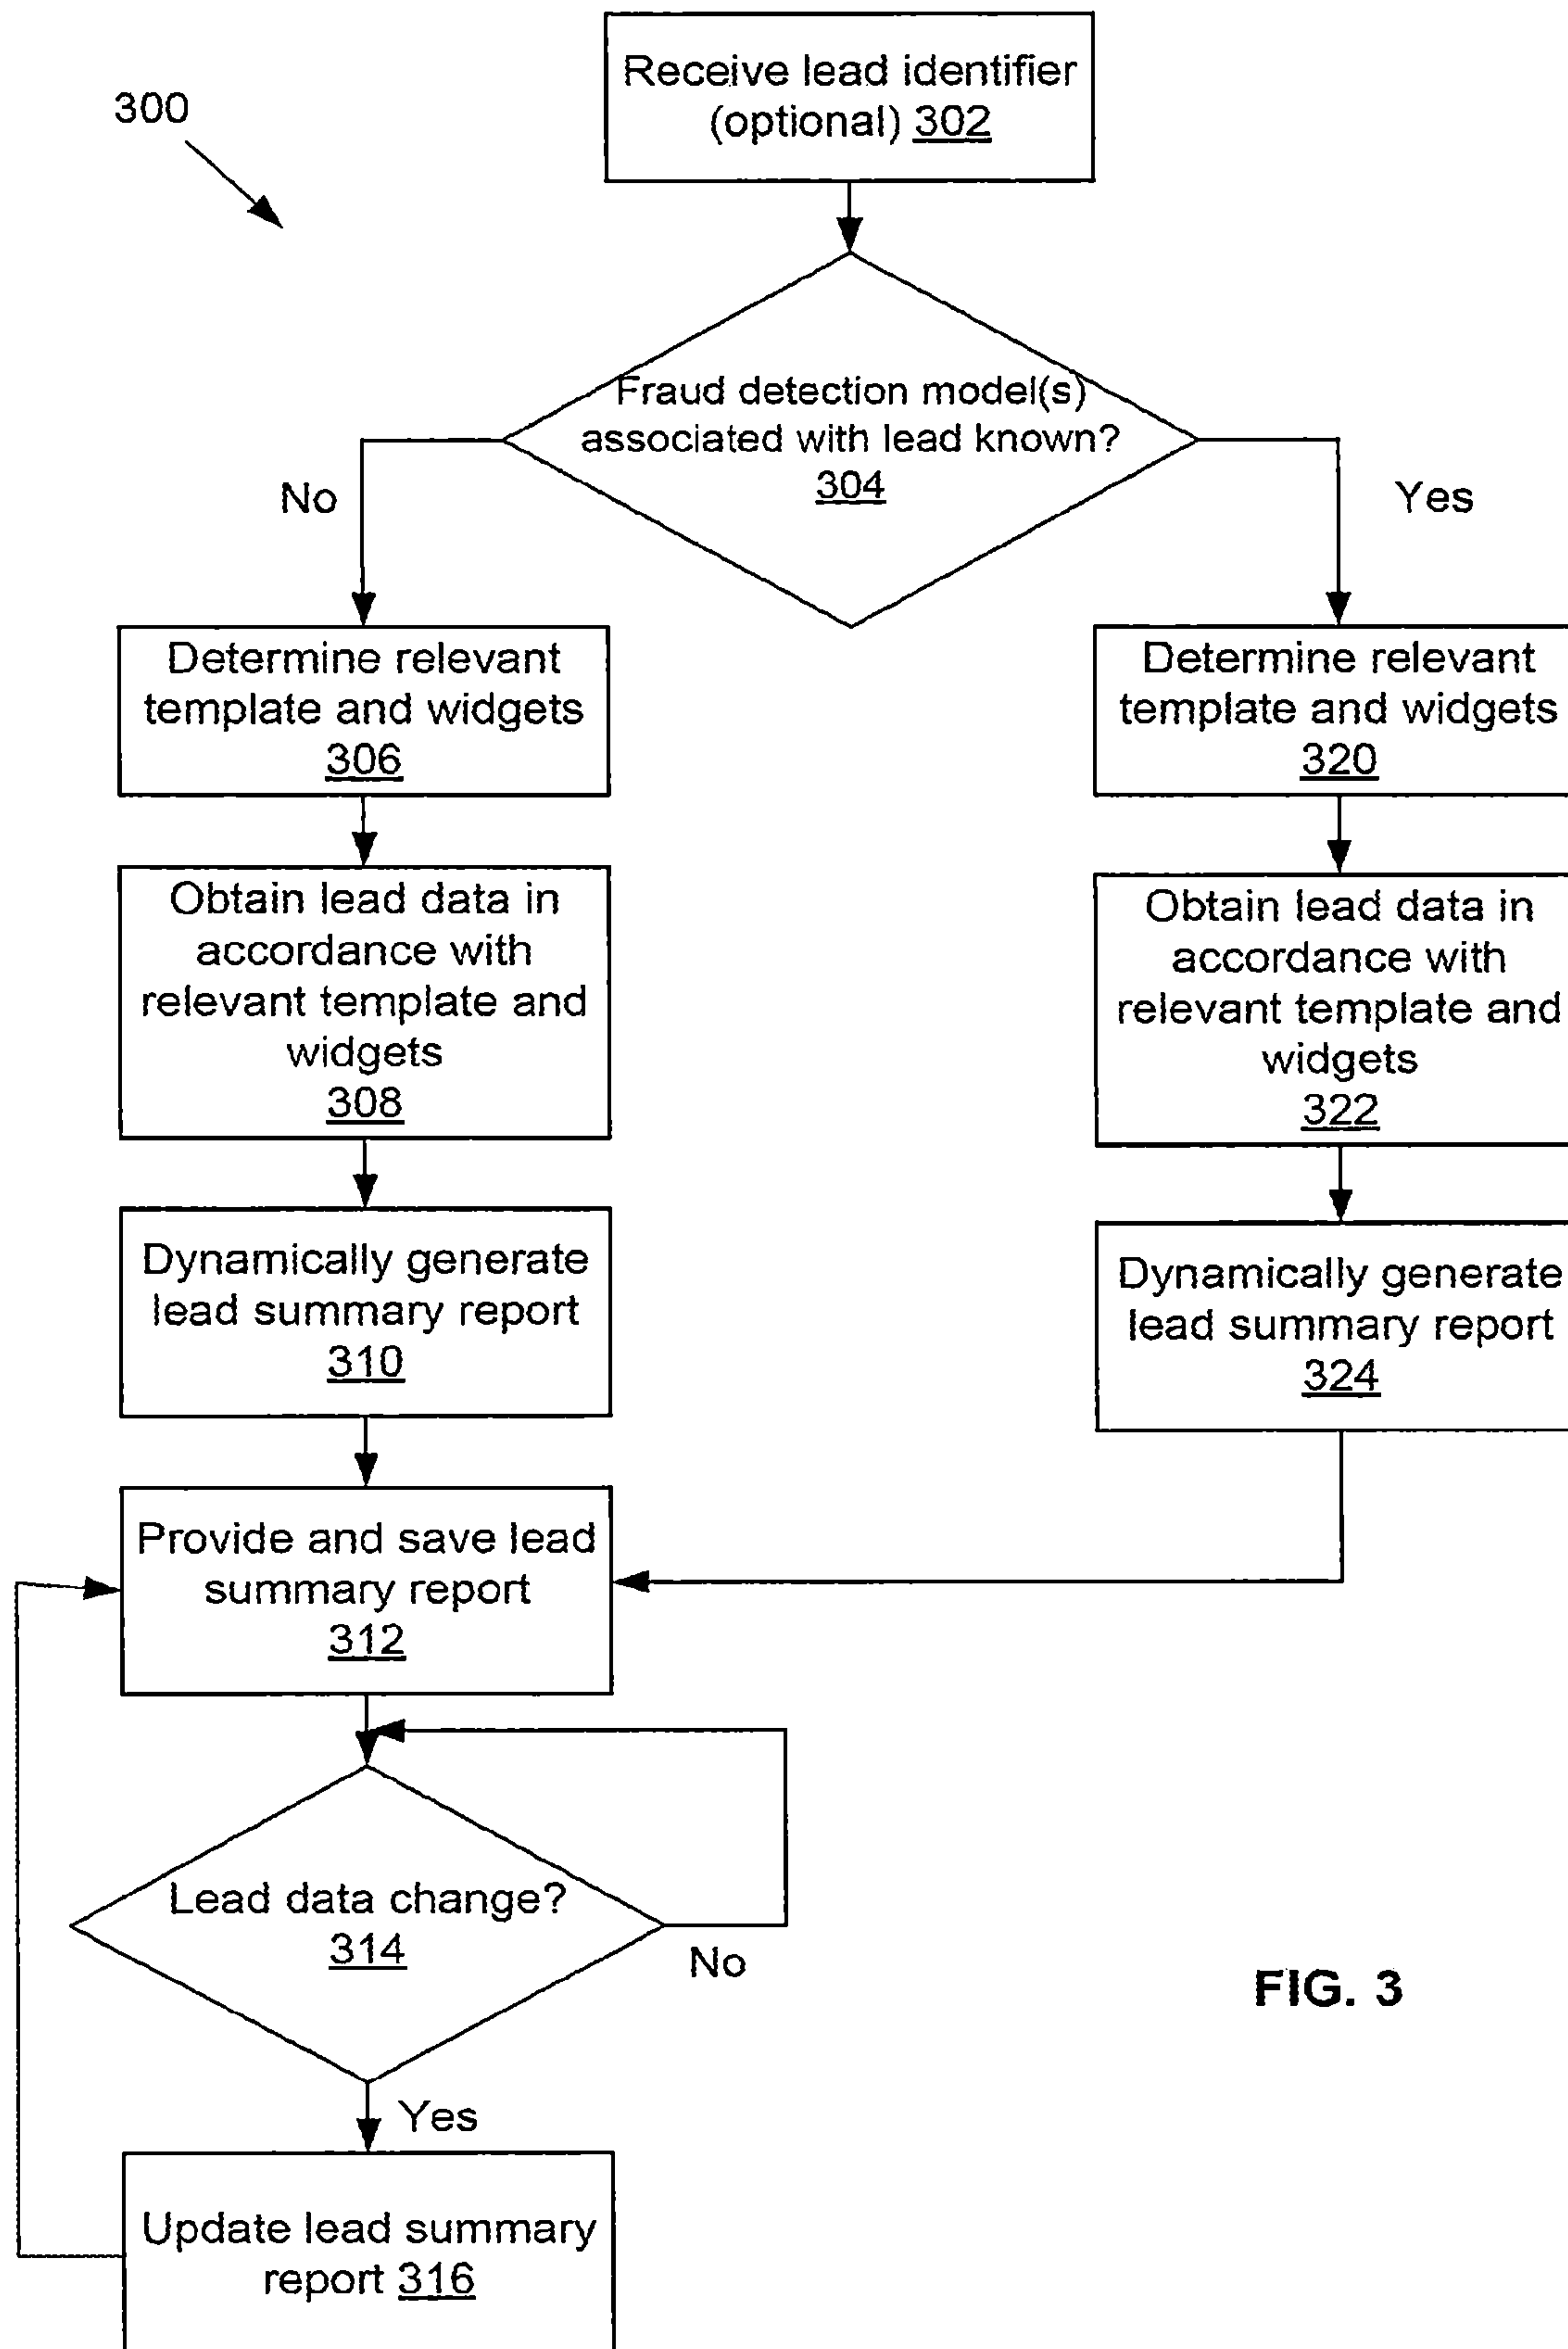 300
Receive lead identifier
(optional) 302
Fraud detection model(s)
associated with lead known?
304
No
Yes
Determine relevant
template and widgets
306
Obtain lead data in
accordance with
relevant template and
widgets
308
Dynamically generate
lead summary report
310
Determine relevant
template and widgets
320
Obtain lead data in
accordance with
relevant template and
widgets
322
Dynamically generate
lead summary report
324
Provide and save lead
summary report
312
Lead data change?
314
No
Yes
Update lead summary
report 316
FIG. 3